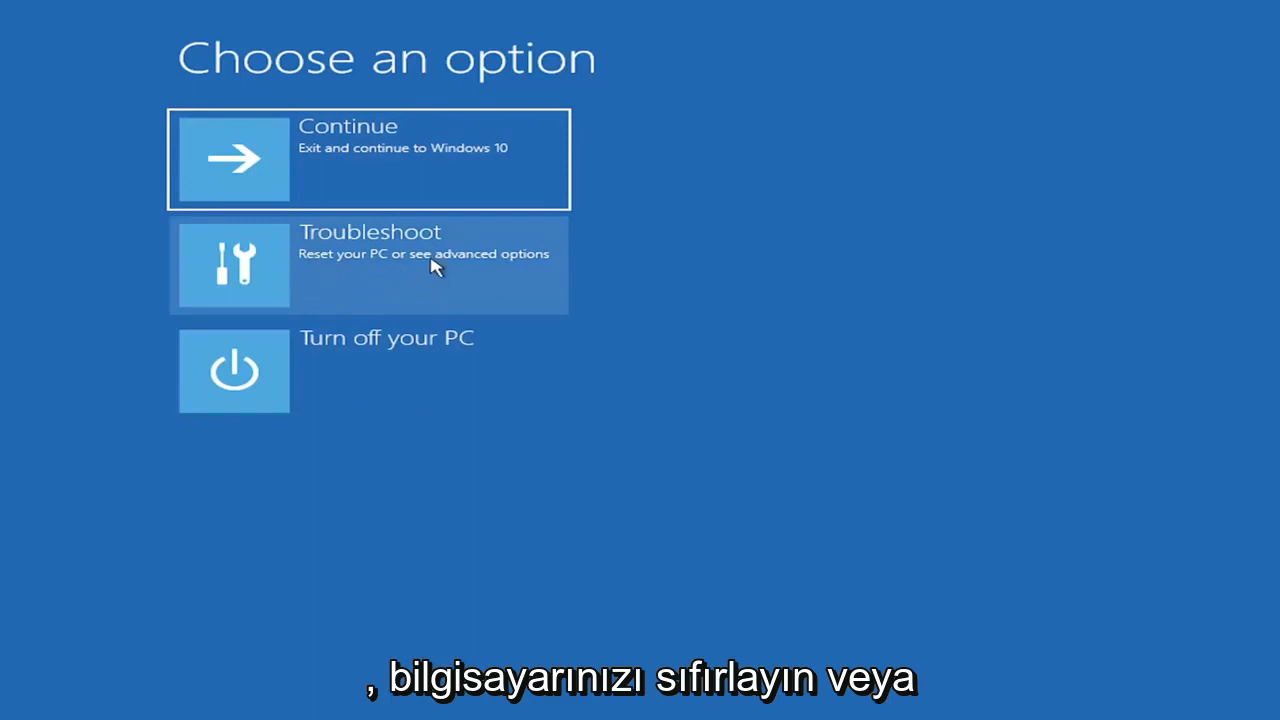 Choose an option
Continue
Exit and continue to Windows 10
Troubleshoot
Reset your PC or see advanced options
Turn off your PC
, bilgisayarınızı sıfırlayın veya